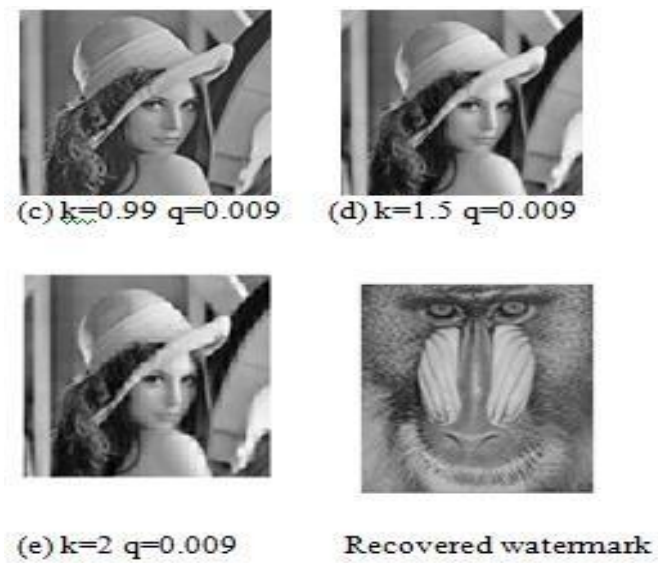 (c) k=0.99 q=0.009
(d) k=1.5 q=0.009
(e) k=2 q=0.009
Recovered watermark